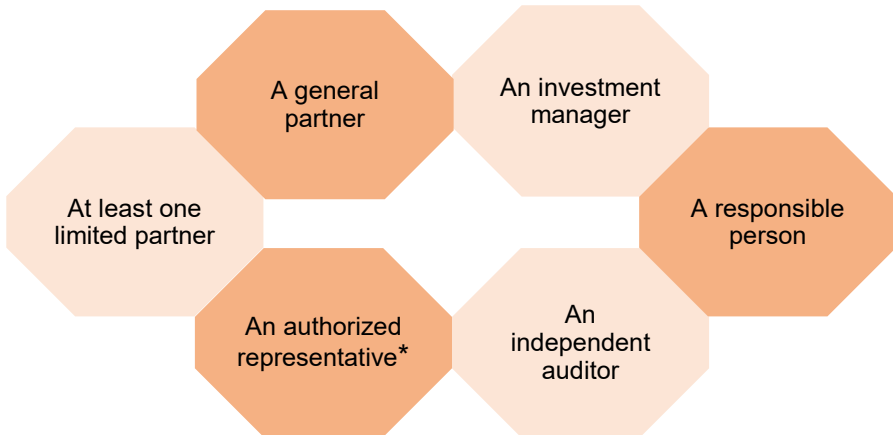 A general
partner
An investment
manager
At least one
limited partner
A responsible
person
An authorized
representative*
An
independent
auditor